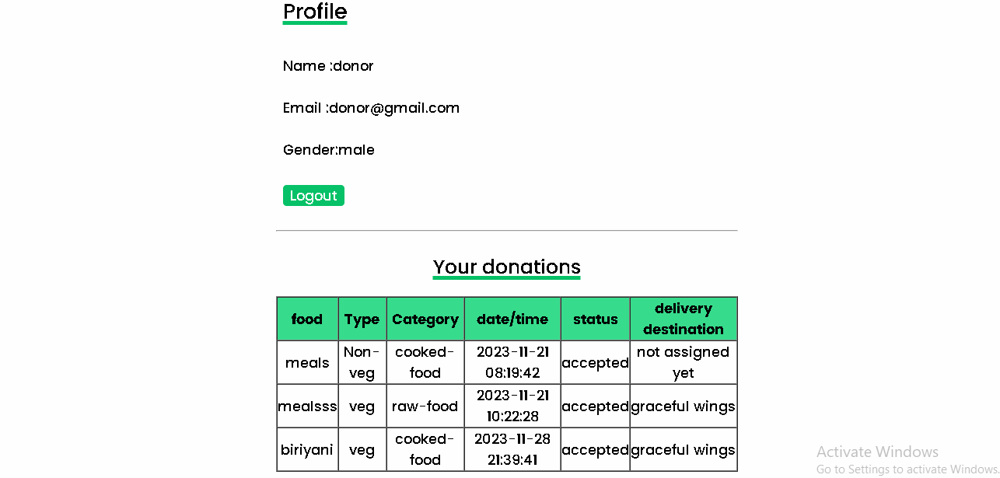 Profile
Name :donor
Email :donor@gmail.com
Gender:male
Logout
Your donations
food Type Category date/time status delivery destination
meals Non-veg cooked-food 2023-11-21 08:19:42 accepted not assigned yet
mealsss veg raw-food 2023-11-21 10:22:28 accepted graceful wings
biriyani veg cooked-food 2023-11-28 21:39:41 accepted graceful wings
Activate Windows
Go to Settings to activate Windows.